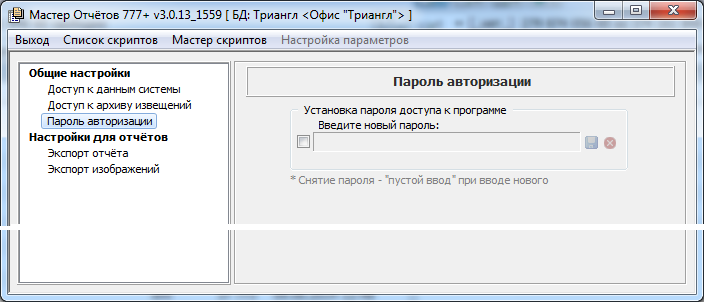 Мастер Отчётов 777+ v3.0.13_1559 [ БД: Триангл <Офис "Триангл"> ]
Выход Список скриптов Мастер скриптов Настройка параметров
Общие настройки
Доступ к данным системы
Доступ к архиву извещений
Пароль авторизации
Настройки для отчётов
Экспорт отчёта
Экспорт изображений
Пароль авторизации
Установка пароля доступа к программе
Введите новый пароль:
* Снятие пароля - "пустой ввод" при вводе нового